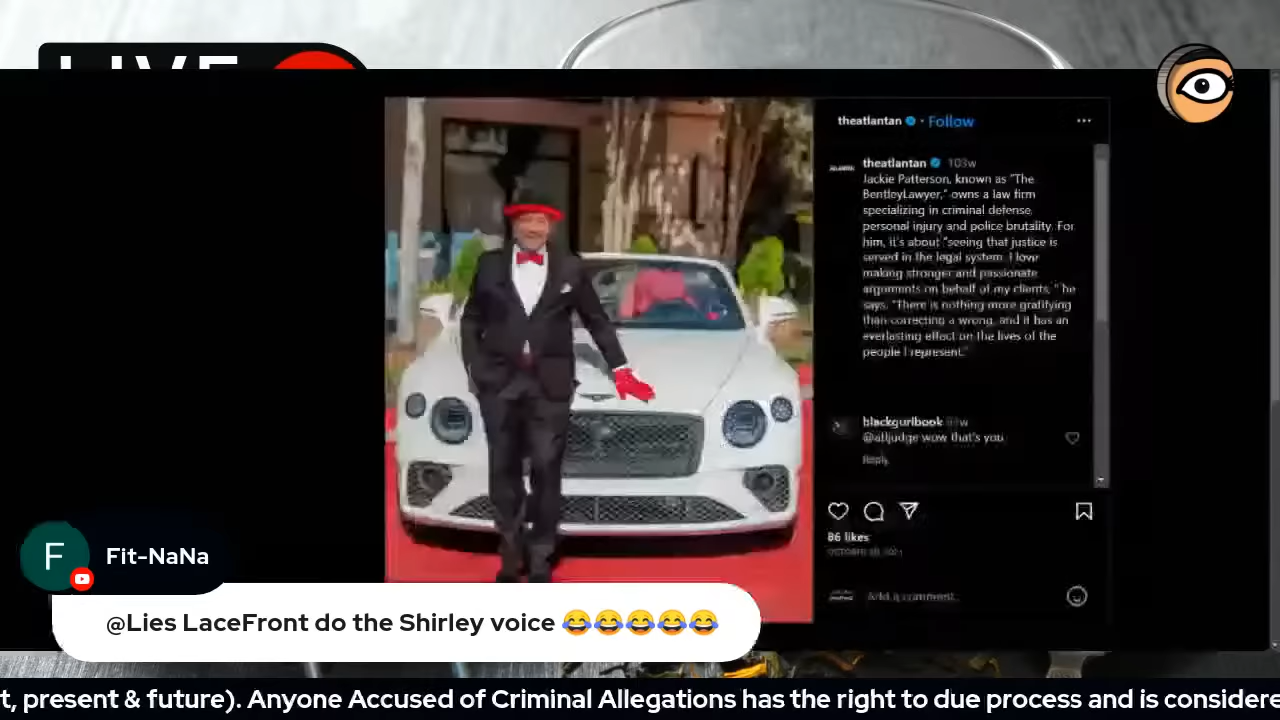 LIVE
theatlantan • Follow
theatlantan 103w
Jackie Patterson, known as "The
BentleyLawyer," owns a law firm
specializing in criminal defense,
personal injury and police brutality. For
him, it's about "seeing that justice is
served in the legal system. I love
making stronger and passionate
arguments on behalf of my clients, " he
says. "There is nothing more gratifying
than correcting a wrong, and it has an
everlasting effect on the lives of the
people I represent."
blackgurlbook
@alljudge wow that's you
Reply
86 likes
Add a comment...
F
Fit-NaNa
@Lies LaceFront do the Shirley voice 😂😂😂😂😂
t, present & future). Anyone Accused of Criminal Allegations has the right to due process and is considere